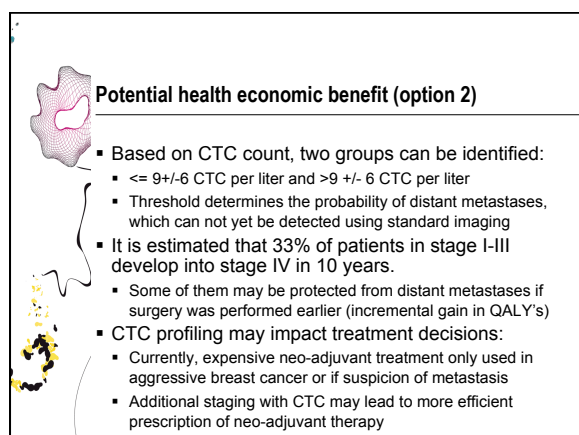 Potential health economic benefit (option 2)
▪ Based on CTC count, two groups can be identified:
▪ <= 9+/-6 CTC per liter and >9 +/- 6 CTC per liter
▪ Threshold determines the probability of distant metastases,
which can not yet be detected using standard imaging
▪ It is estimated that 33% of patients in stage I-III
develop into stage IV in 10 years.
▪ Some of them may be protected from distant metastases if
surgery was performed earlier (incremental gain in QALY's)
▪ CTC profiling may impact treatment decisions:
▪ Currently, expensive neo-adjuvant treatment only used in
aggressive breast cancer or if suspicion of metastasis
▪ Additional staging with CTC may lead to more efficient
prescription of neo-adjuvant therapy